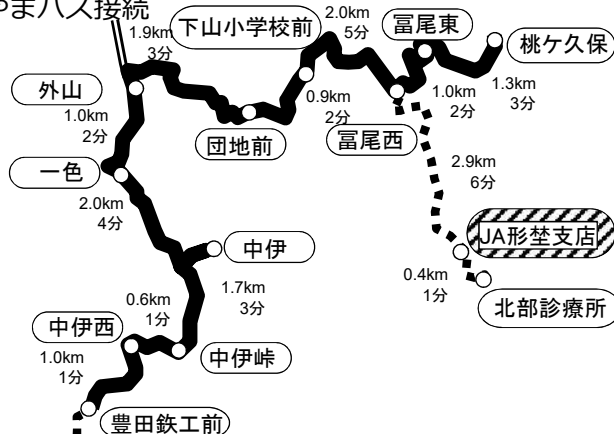 やまバス接続
1.9km
3分
下山小学校前
2.0km
5分
冨尾東
桃ケ久保
外山
1.0km
2分
団地前
0.9km
2分
冨尾西
1.0km
2分
1.3km
3分
一色
2.0km
4分
2.9km
6分
JA形埜支店
中伊
0.4km
1分
北部診療所
0.6km
1分
1.7km
3分
中伊西
1.0km
1分
中伊峠
豊田鉄工前